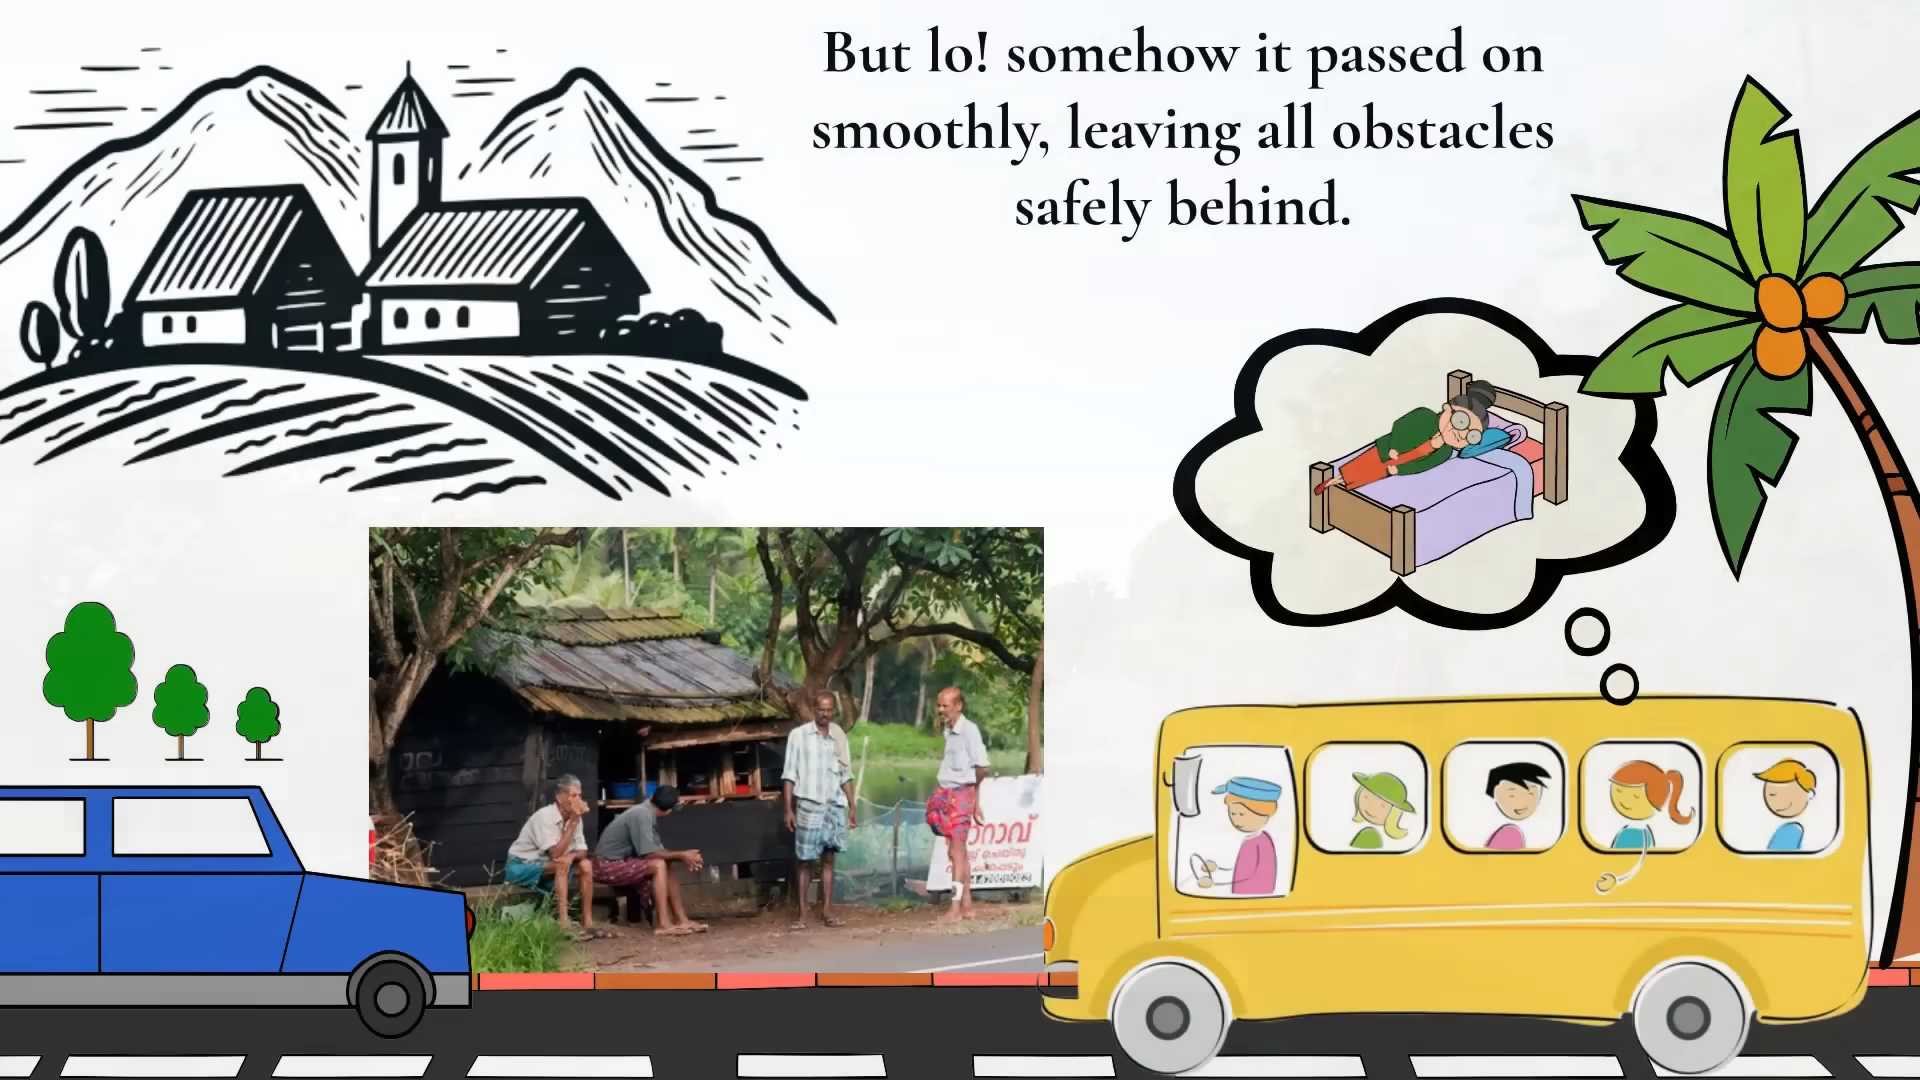 But lo! somehow it passed on
smoothly, leaving all obstacles
safely behind.